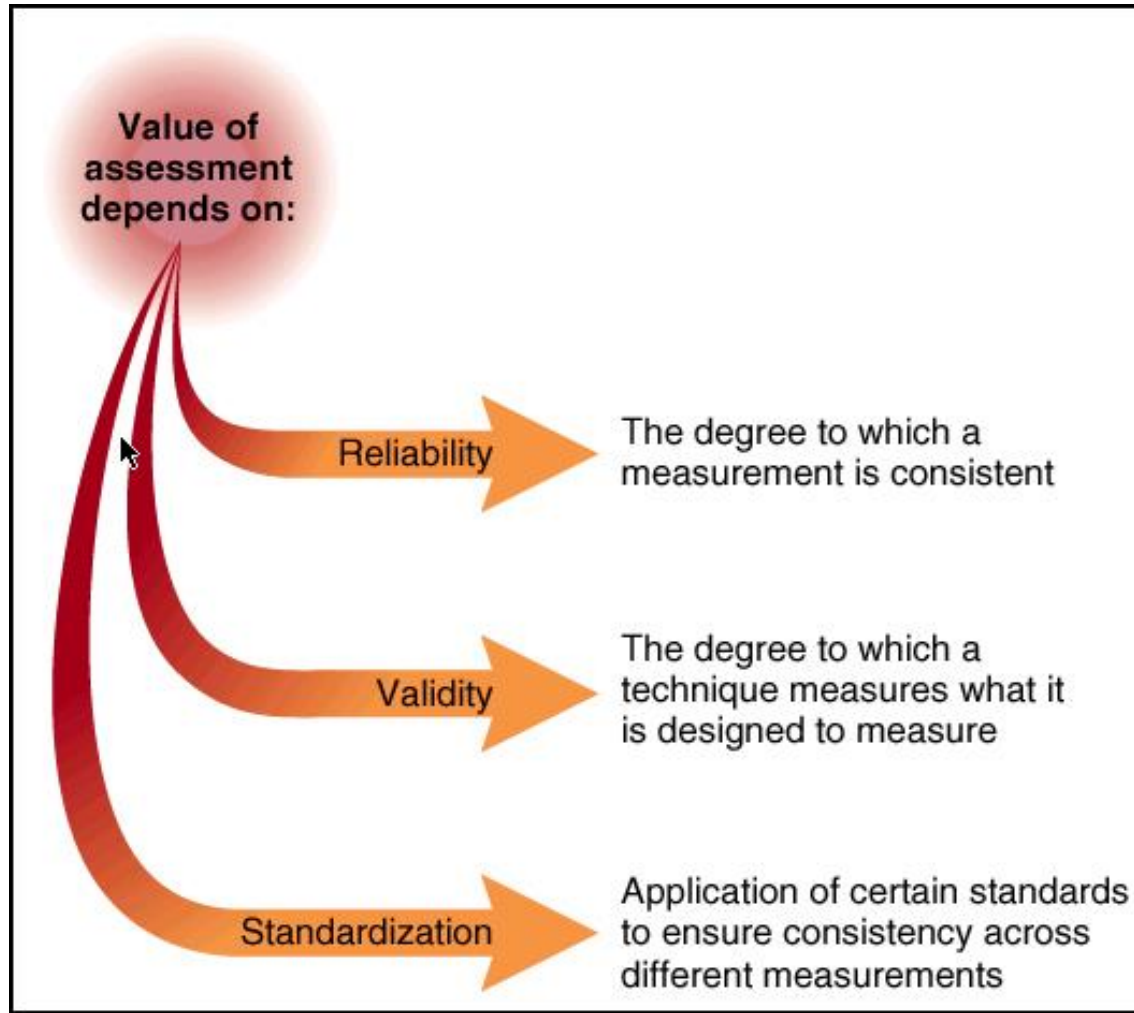 Value of
assessment
depends on:
Reliability
The degree to which a
measurement is consistent
Validity
The degree to which a
technique measures what it
is designed to measure
Standardization
Application of certain standards
to ensure consistency across
different measurements